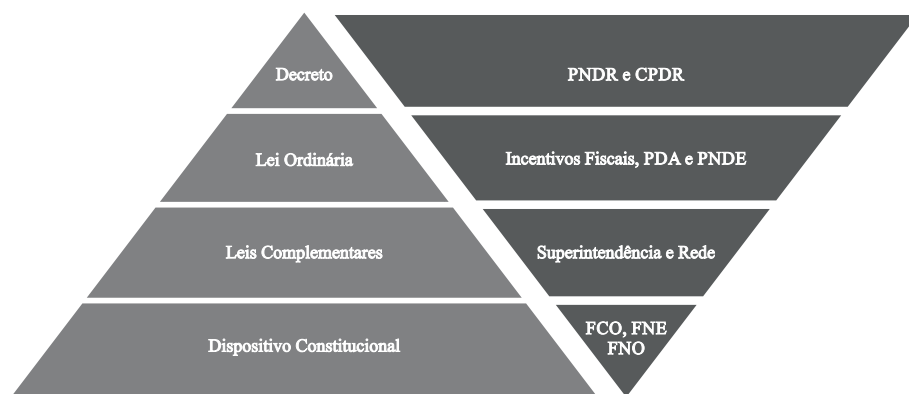 Decreto
PNDR e CPDR
Lei Ordinária
Incentivos Fiscais, PDA e PNDE
Leis Complementares
Superintendência e Rede
Dispositivo Constitucional
FCO, FNE
FNO